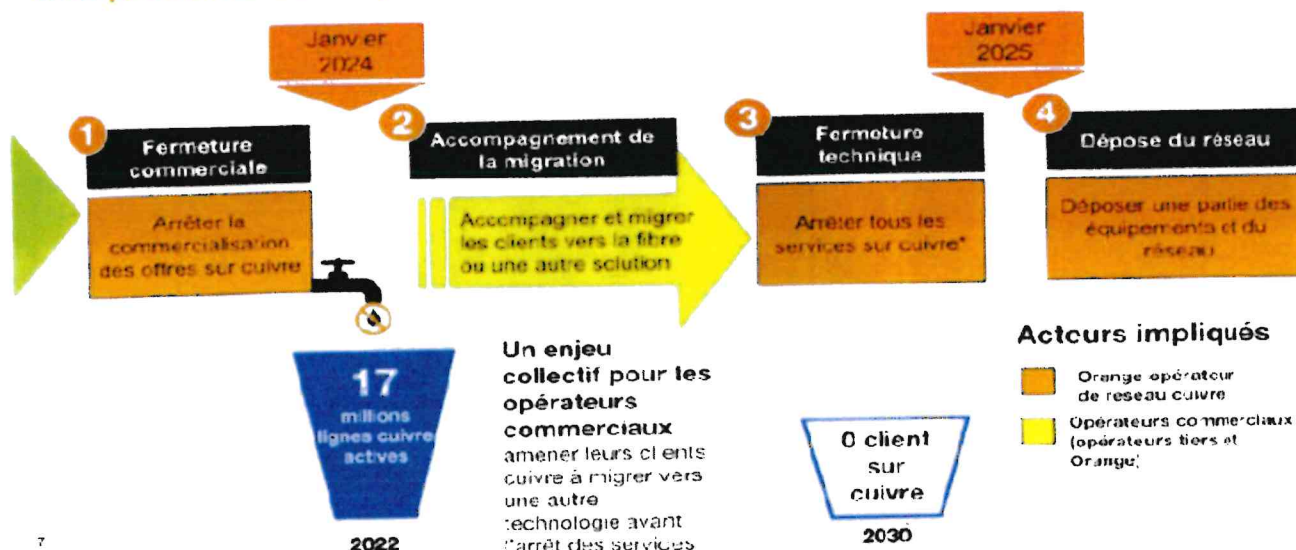 Janvier
2024
Janvier
2025
1
Fermeture
commerciale
2
Accompagnement de
la migration
3
Fermeture
technique
4
Dépose du réseau
Arrêter la
commercialisation
des offres sur cuivre
Accompagner et migrer
les clients vers la fibre
ou une autre solution
Arrêter tous les
services sur cuivre*
Déposer une partie des
équipements et du
réseau
17
millions
lignes cuivre
actives
2022
Un enjeu
collectif pour les
opérateurs
commerciaux
amener leurs clients
cuivre à migrer vers
une autre
technologie avant
l'arrêt des services
0 client
sur
cuivre
2030
Acteurs impliqués
Orange opérateur
de réseau cuivre
Opérateurs commerciaux
(opérateurs tiers et
Orange)
7